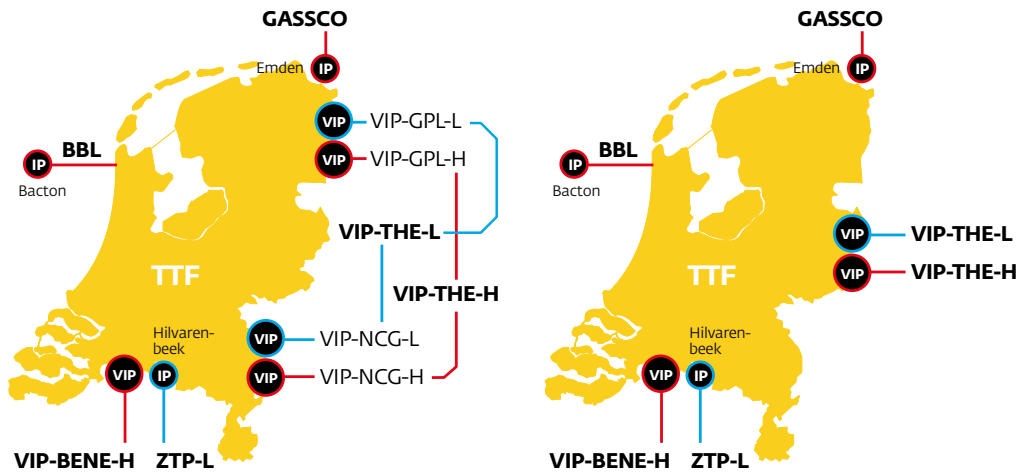 GASSCO
Emden
IP
VIP
VIP-GPL-L
BBL
IP
VIP
VIP-GPL-H
Bacton
VIP-THE-L
TTF
VIP-THE-H
Hilvaren-
beek
VIP
VIP-NCG-L
VIP
IP
VIP
VIP-NCG-H
VIP-BENE-H
ZTP-L
GASSCO
Emden
IP
BBL
IP
Bacton
VIP
VIP-THE-L
TTF
VIP
VIP-THE-H
Hilvaren-
beek
VIP
IP
VIP-BENE-H
ZTP-L